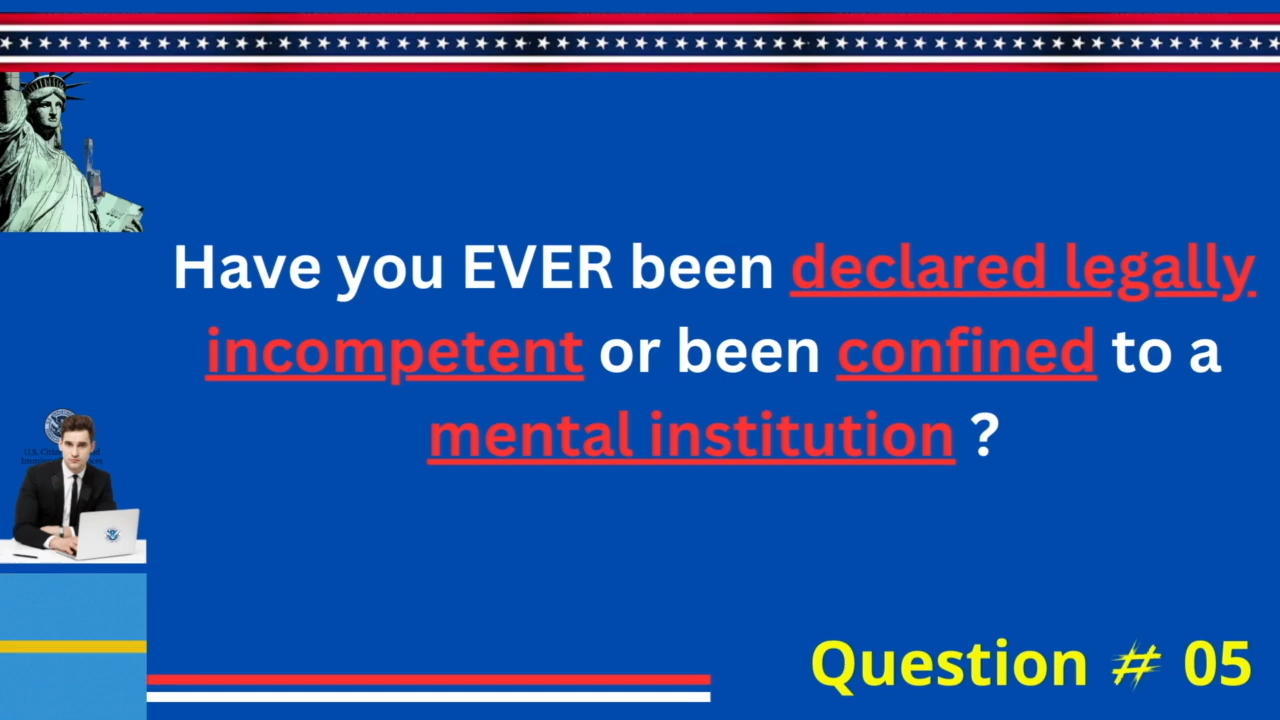 Have you EVER been declared legally
incompetent or been confined to a
mental institution ?
Question # 05